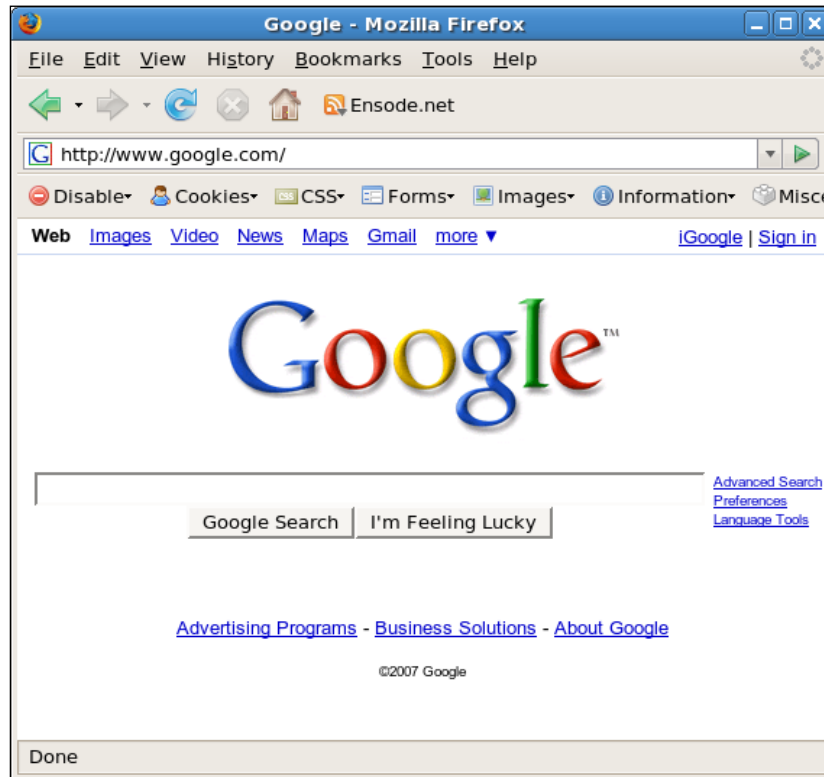 Google - Mozilla Firefox
File Edit View History Bookmarks Tools Help
Ensode.net
G http://www.google.com/
Disable CSS Cookies CSS Forms Images Information Misce
Web Images Video News Maps Gmail more ▼ iGoogle | Sign in
Google™
Advanced Search
Preferences
Language Tools
Google Search I'm Feeling Lucky
Advertising Programs - Business Solutions - About Google
©2007 Google
Done